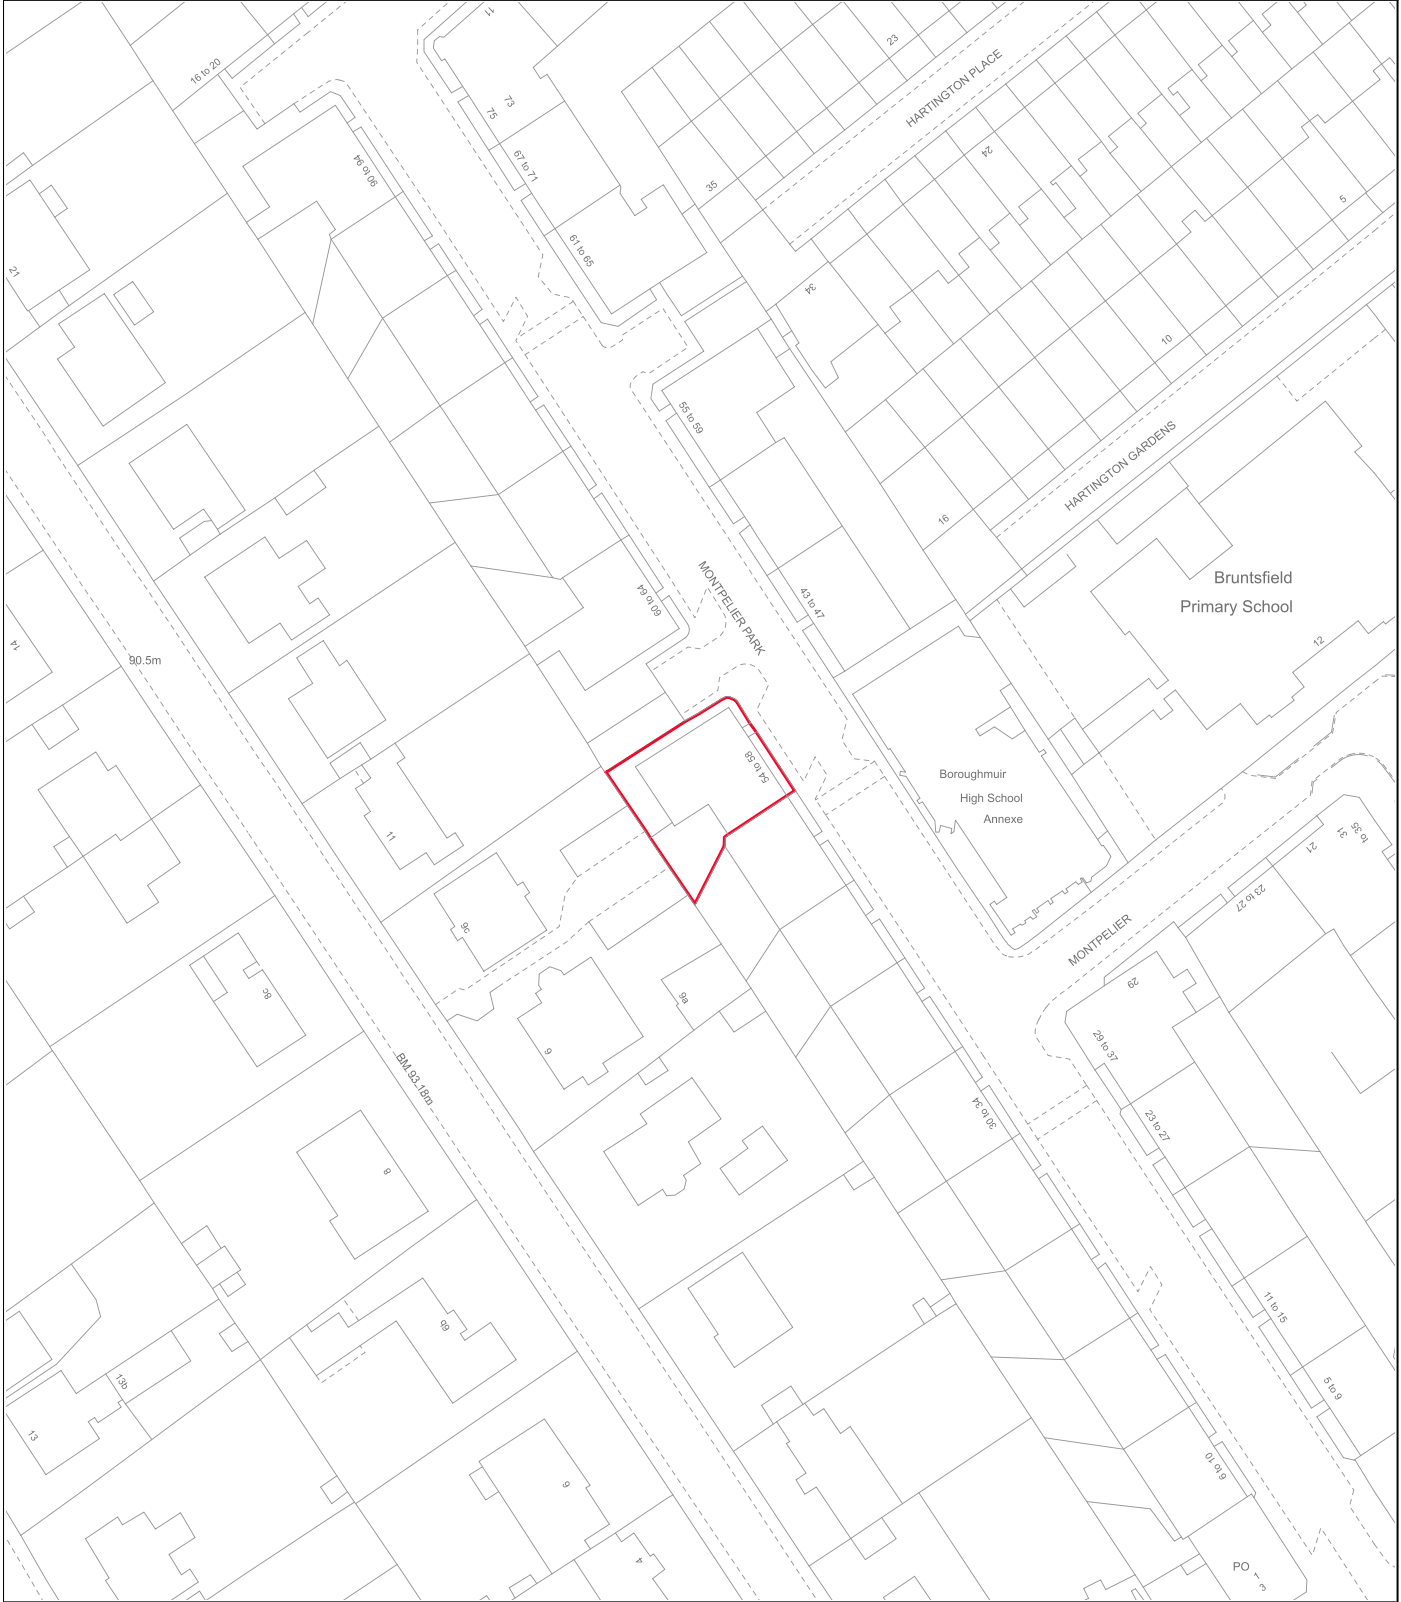 11
16 to 20
23
HARTINGTON PLACE
73
75
67 to 71
90 to 94
24
35
5
61 to 65
21
34
10
55 to 59
HARTINGTON GARDENS
16
MONTPELIER PARK
43 to 47
60 to 64
Bruntsfield
Primary School
12
14
90.5m
54 to 58
Boroughmuir
High School
Annexe
11
31
33 to 35
21
23 to 27
9c
MONTPELIER
29
8c
9a
9
29 to 37
BM 93.18m
30 to 34
23 to 27
8
11 to 15
6b
13b
5 to 9
13
6 to 10
6
4
PO
1
3